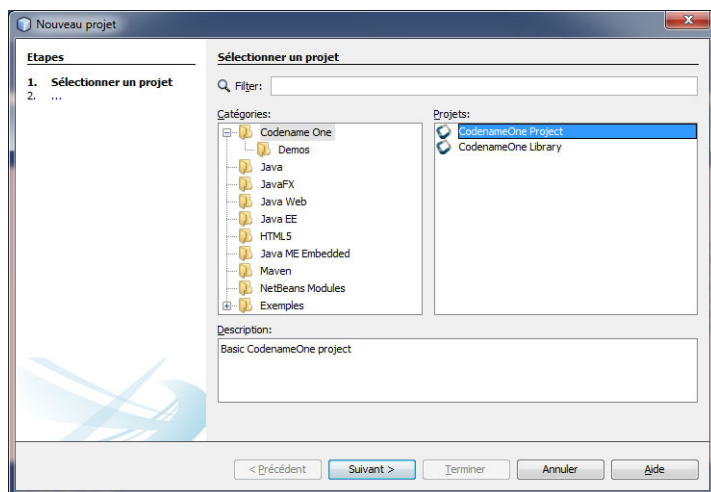 Nouveau projet
Etapes
1. Sélectionner un projet
2. ...
Sélectionner un projet
Filter:
Catégories:
Codename One
Demos
Java
JavaFX
Java Web
Java EE
HTML5
Java ME Embedded
Maven
NetBeans Modules
Exemples
Projets:
CodenameOne Project
CodenameOne Library
Description:
Basic CodenameOne project
< Précédent
Suivant >
Terminer
Annuler
Aide